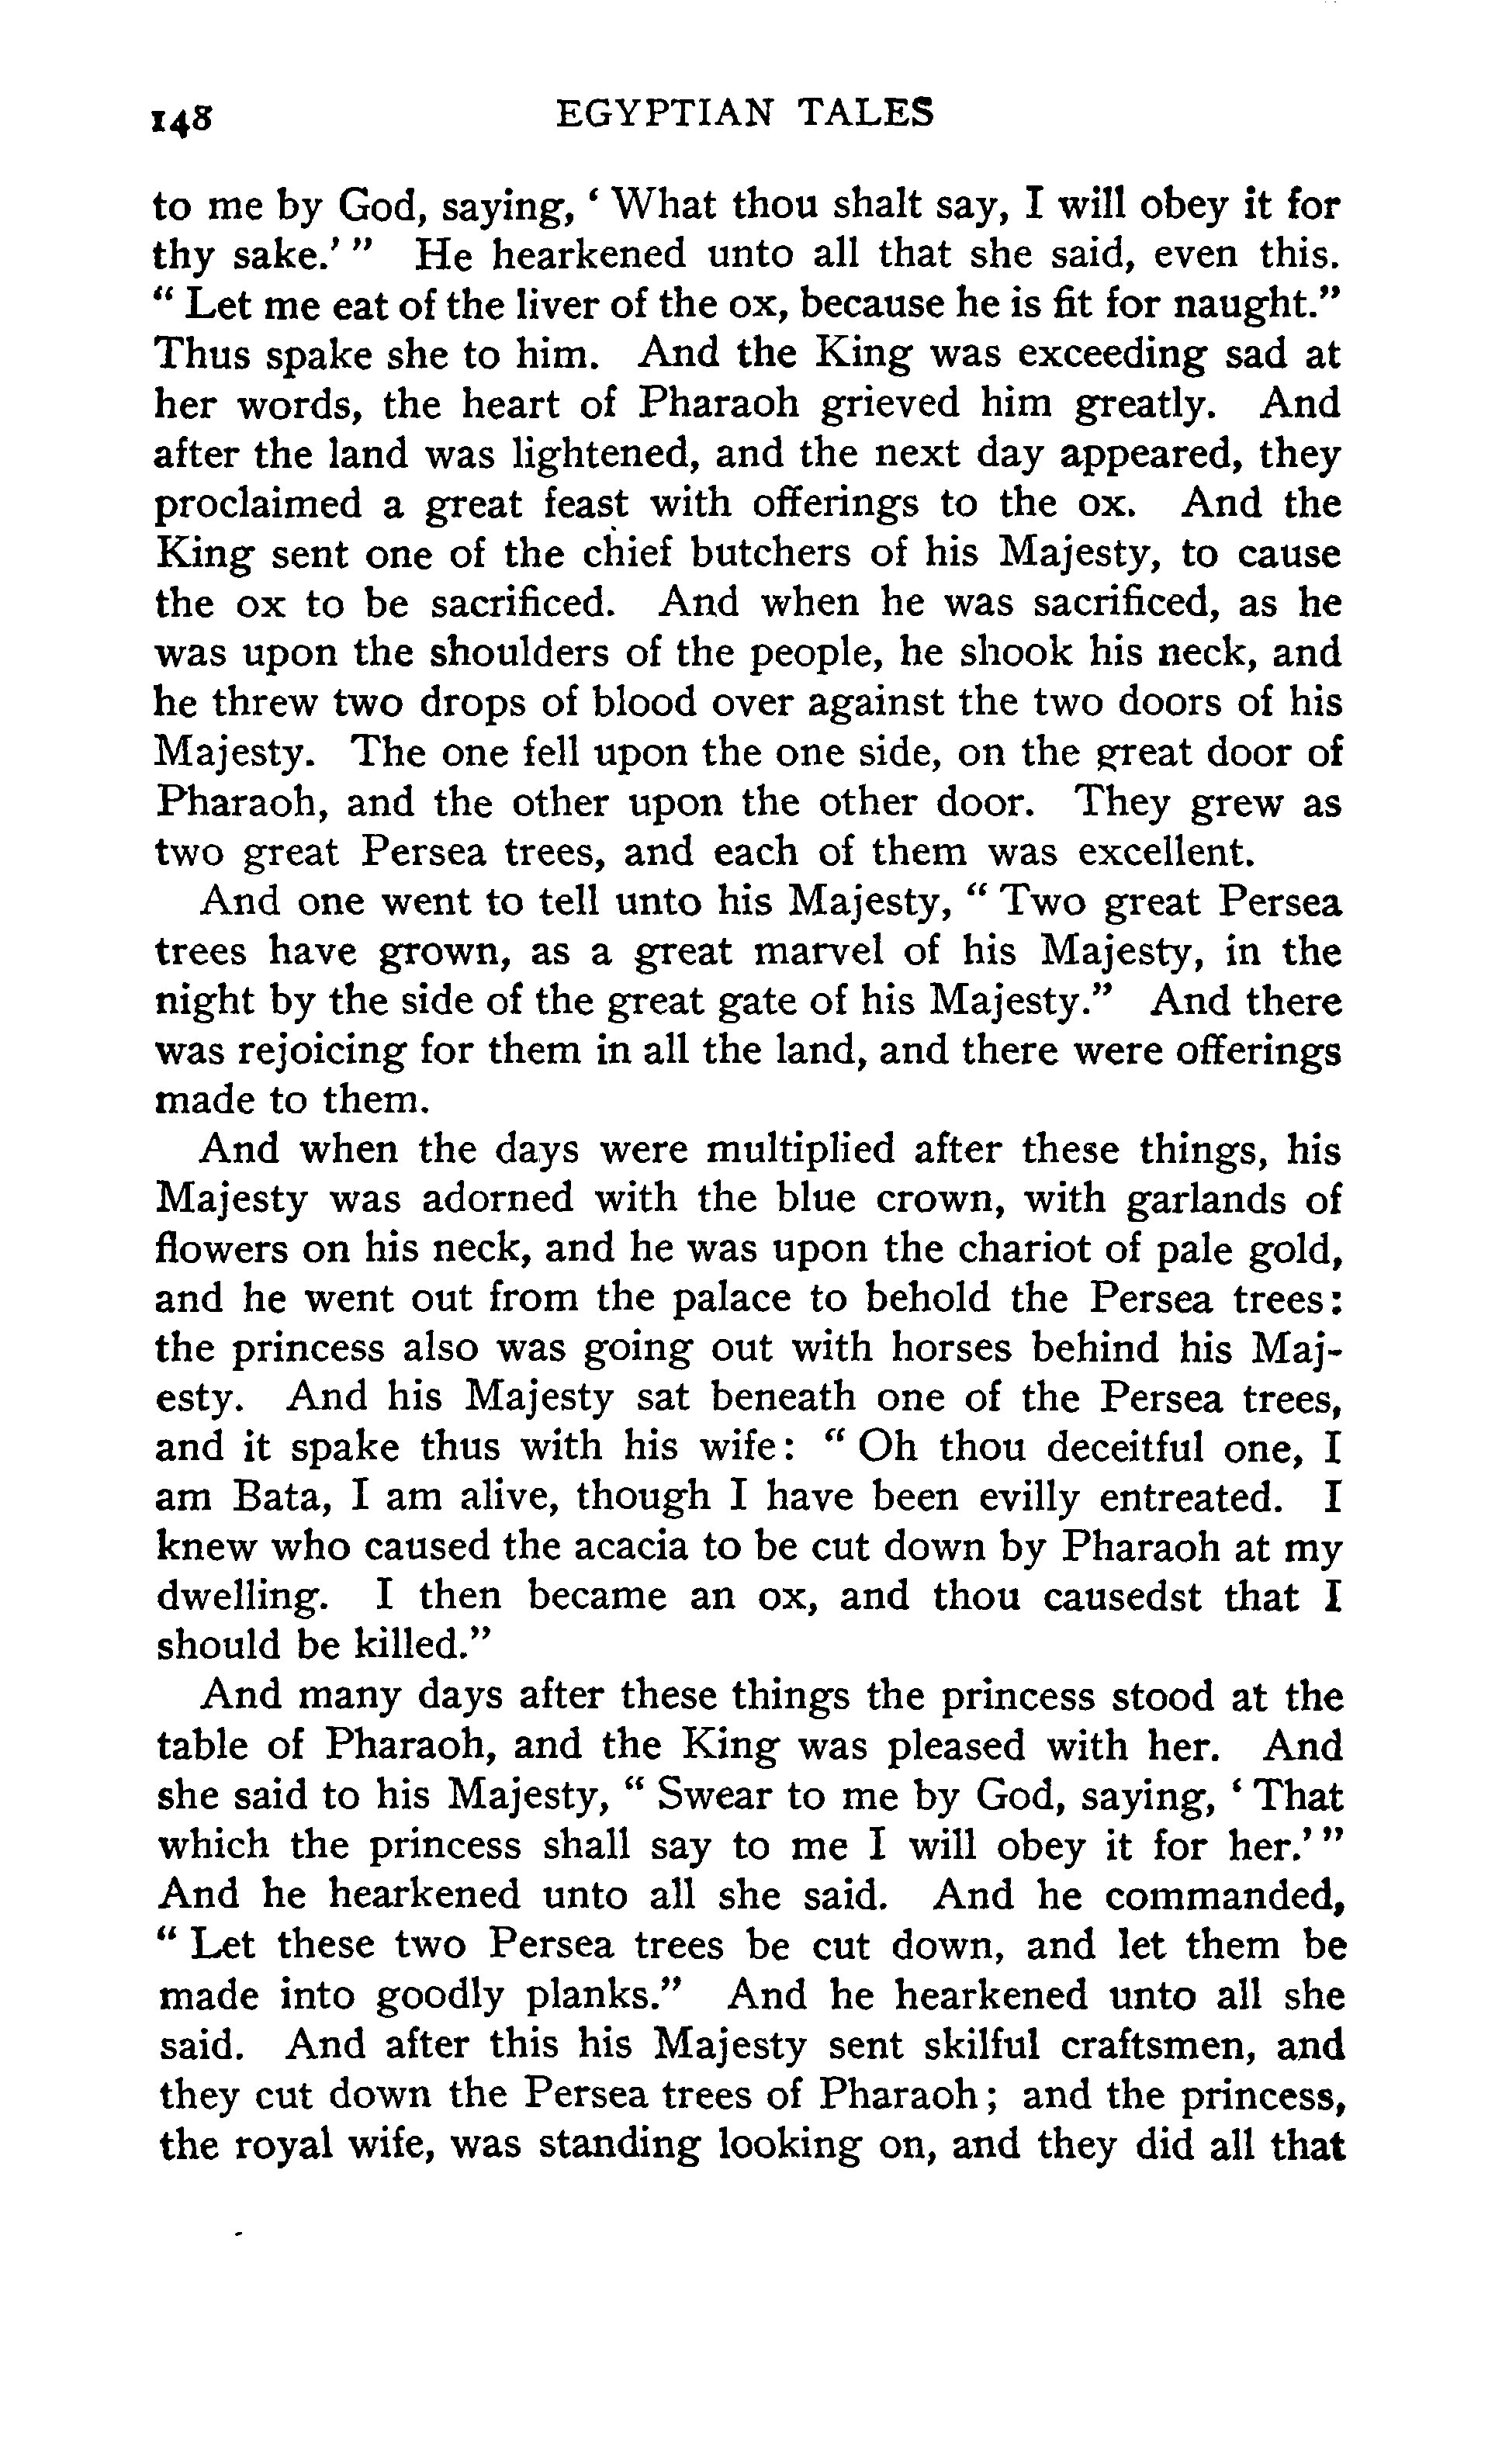 148 EGYPTIAN TALES
to me by God, saying, ‘ What thou shalt say, I will obey it for
thy sake.’ ” He hearkened unto all that she said, even this.
“ Let me eat of the liver of the ox, because he is fit for naught.”
Thus spake she to him. And the King was exceeding sad at
her words, the heart of Pharaoh grieved him greatly. And
after the land was lightened, and the next day appeared, they
proclaimed a great feast with offerings to the ox. And the
King sent one of the chief butchers of his Majesty, to cause
the ox to be sacrificed. And when he was sacrificed, as he
was upon the shoulders of the people, he shook his neck, and
he threw two drops of blood over against the two doors of his
Majesty. The one fell upon the one side, on the great door of
Pharaoh, and the other upon the other door. They grew as
two great Persea trees, and each of them was excellent.
And one went to tell unto his Majesty, “ Two great Persea
trees have grown, as a great marvel of his Majesty, in the
night by the side of the great gate of his Majesty.” And there
was rejoicing for them in all the land, and there were offerings
made to them.
And when the days were multiplied after these things, his
Majesty was adorned with the blue crown, with garlands of
flowers on his neck, and he was upon the chariot of pale gold,
and he went out from the palace to behold the Persea trees:
the princess also was going out with horses behind his Maj-
esty. And his Majesty sat beneath one of the Persea trees,
and it spake thus with his wife: “ Oh thou deceitful one, I
am Bata, I am alive, though I have been evilly entreated. I
knew who caused the acacia to be cut down by Pharaoh at my
dwelling. I then became an ox, and thou causedst that I
should be killed.”
And many days after these things the princess stood at the
table of Pharaoh, and the King was pleased with her. And
she said to his Majesty, “ Swear to me by God, saying, ‘ That
which the princess shall say to me I will obey it for her.’ ”
And he hearkened unto all she said. And he commanded,
“ Let these two Persea trees be cut down, and let them be
made into goodly planks.” And he hearkened unto all she
said. And after this his Majesty sent skilful craftsmen, and
they cut down the Persea trees of Pharaoh; and the princess,
the royal wife, was standing looking on, and they did all that